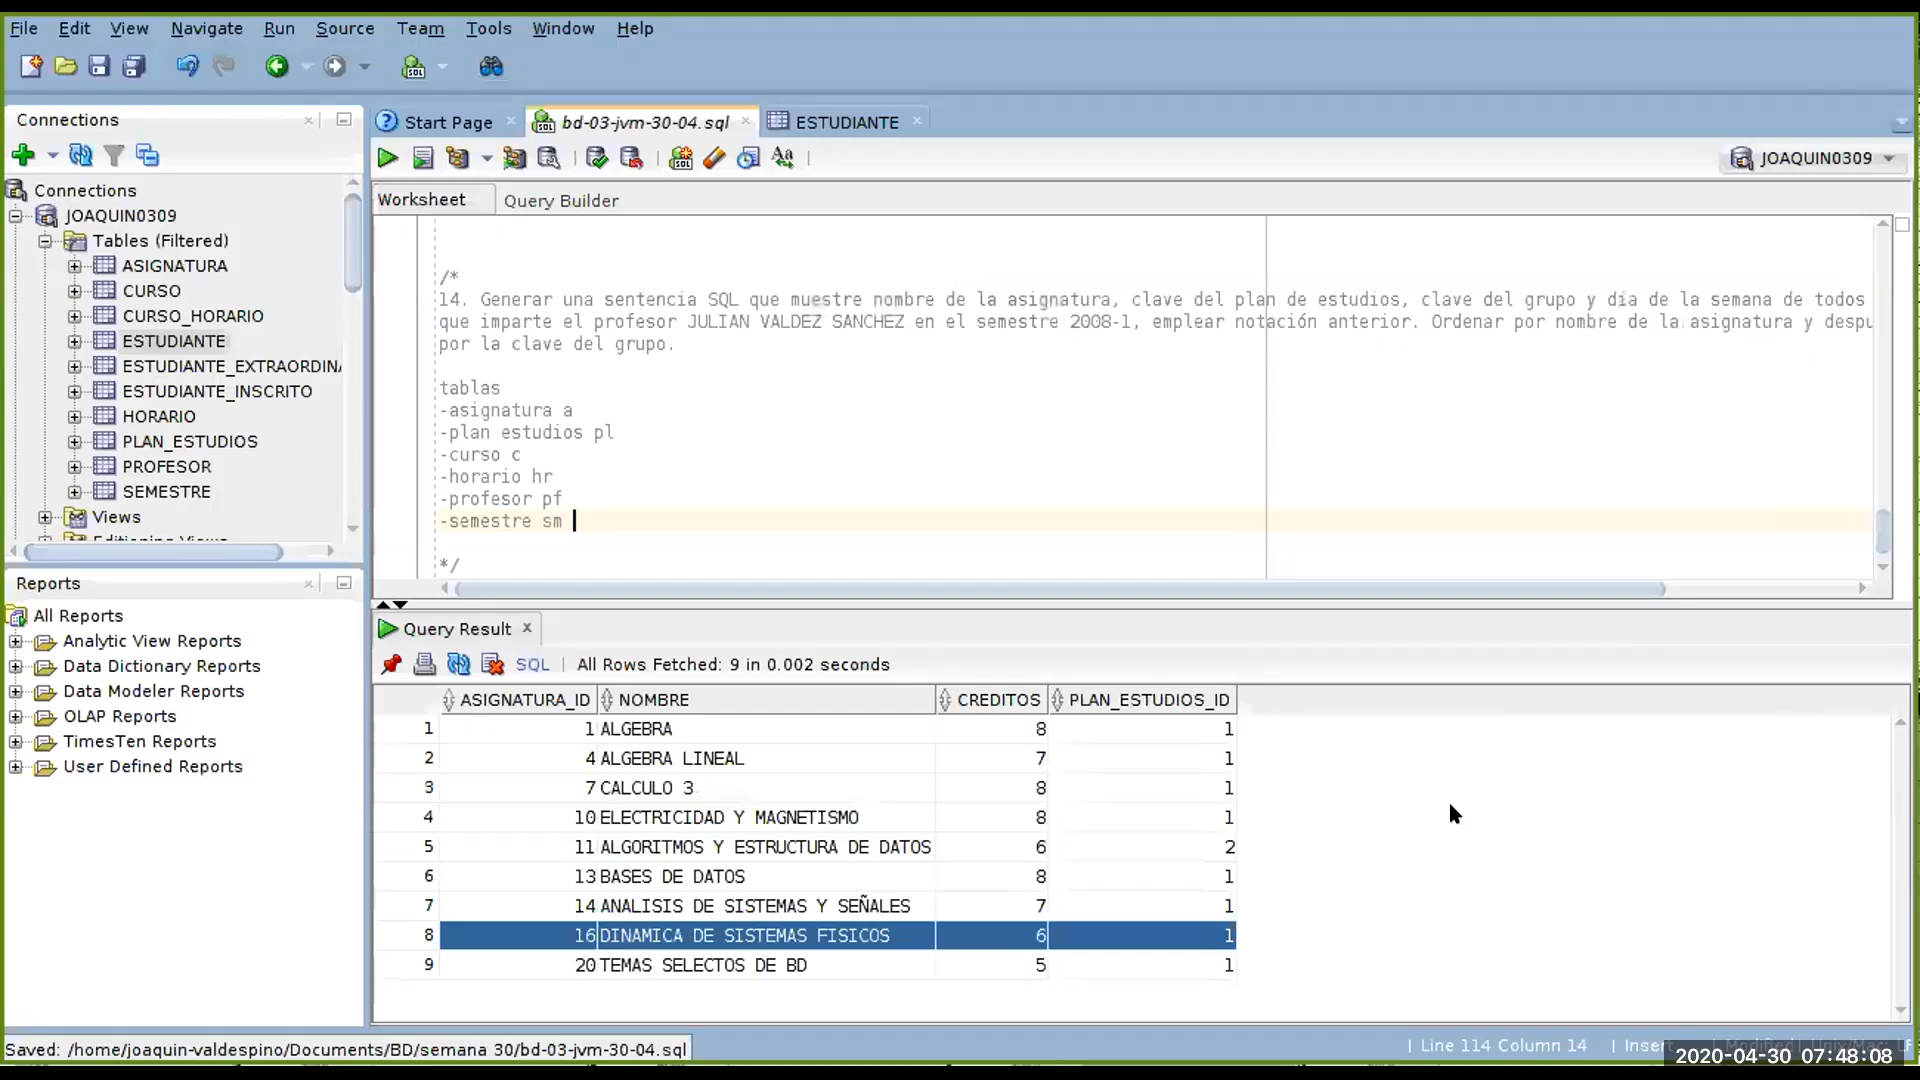 File Edit View Navigate Run Source Team Tools Window Help
Connections
Start Page bd-03-jvm-30-04.sql ESTUDIANTE
JOAQUIN0309
Connections
JOAQUIN0309
Tables (Filtered)
ASIGNATURA
CURSO
CURSO_HORARIO
ESTUDIANTE
ESTUDIANTE_EXTRAORDIN
ESTUDIANTE_INSCRITO
HORARIO
PLAN_ESTUDIOS
PROFESOR
SEMESTRE
Views
Worksheet Query Builder
/*
14. Generar una sentencia SQL que muestre nombre de la asignatura, clave del plan de estudios, clave del grupo y día de la semana de todos
que imparte el profesor JULIAN VALDEZ SANCHEZ en el semestre 2008-1, emplear notación anterior. Ordenar por nombre de la asignatura y despu
por la clave del grupo.
tablas
-asignatura a
-plan estudios pl
-curso c
-horario hr
-profesor pf
-semestre sm
*/
Reports
All Reports
Analytic View Reports
Data Dictionary Reports
Data Modeler Reports
OLAP Reports
TimesTen Reports
User Defined Reports
Query Result
SQL All Rows Fetched: 9 in 0.002 seconds
ASIGNATURA_ID NOMBRE CREDITOS PLAN_ESTUDIOS_ID
1 1 ALGEBRA 8 1
2 4 ALGEBRA LINEAL 7 1
3 7 CALCULO 3 8 1
4 10 ELECTRICIDAD Y MAGNETISMO 8 1
5 11 ALGORITMOS Y ESTRUCTURA DE DATOS 6 2
6 13 BASES DE DATOS 8 1
7 14 ANALISIS DE SISTEMAS Y SEÑALES 7 1
8 16 DINAMICA DE SISTEMAS FISICOS 6 1
9 20 TEMAS SELECTOS DE BD 5 1
Saved: /home/joaquin-valdespino/Documents/BD/semana 30/bd-03-jvm-30-04.sql
Line 114 Column 14 Insert
2020-04-30 07:48:08